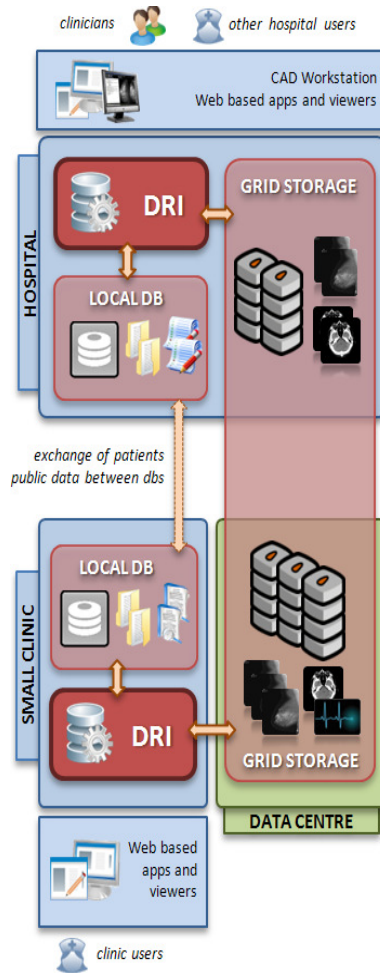 clinicians
other hospital users
CAD Workstation
Web based apps and viewers
HOSPITAL
DRI
GRID STORAGE
LOCAL DB
exchange of patients
public data between dbs
SMALL CLINIC
LOCAL DB
DRI
GRID STORAGE
DATA CENTRE
Web based
apps and
viewers
clinic users